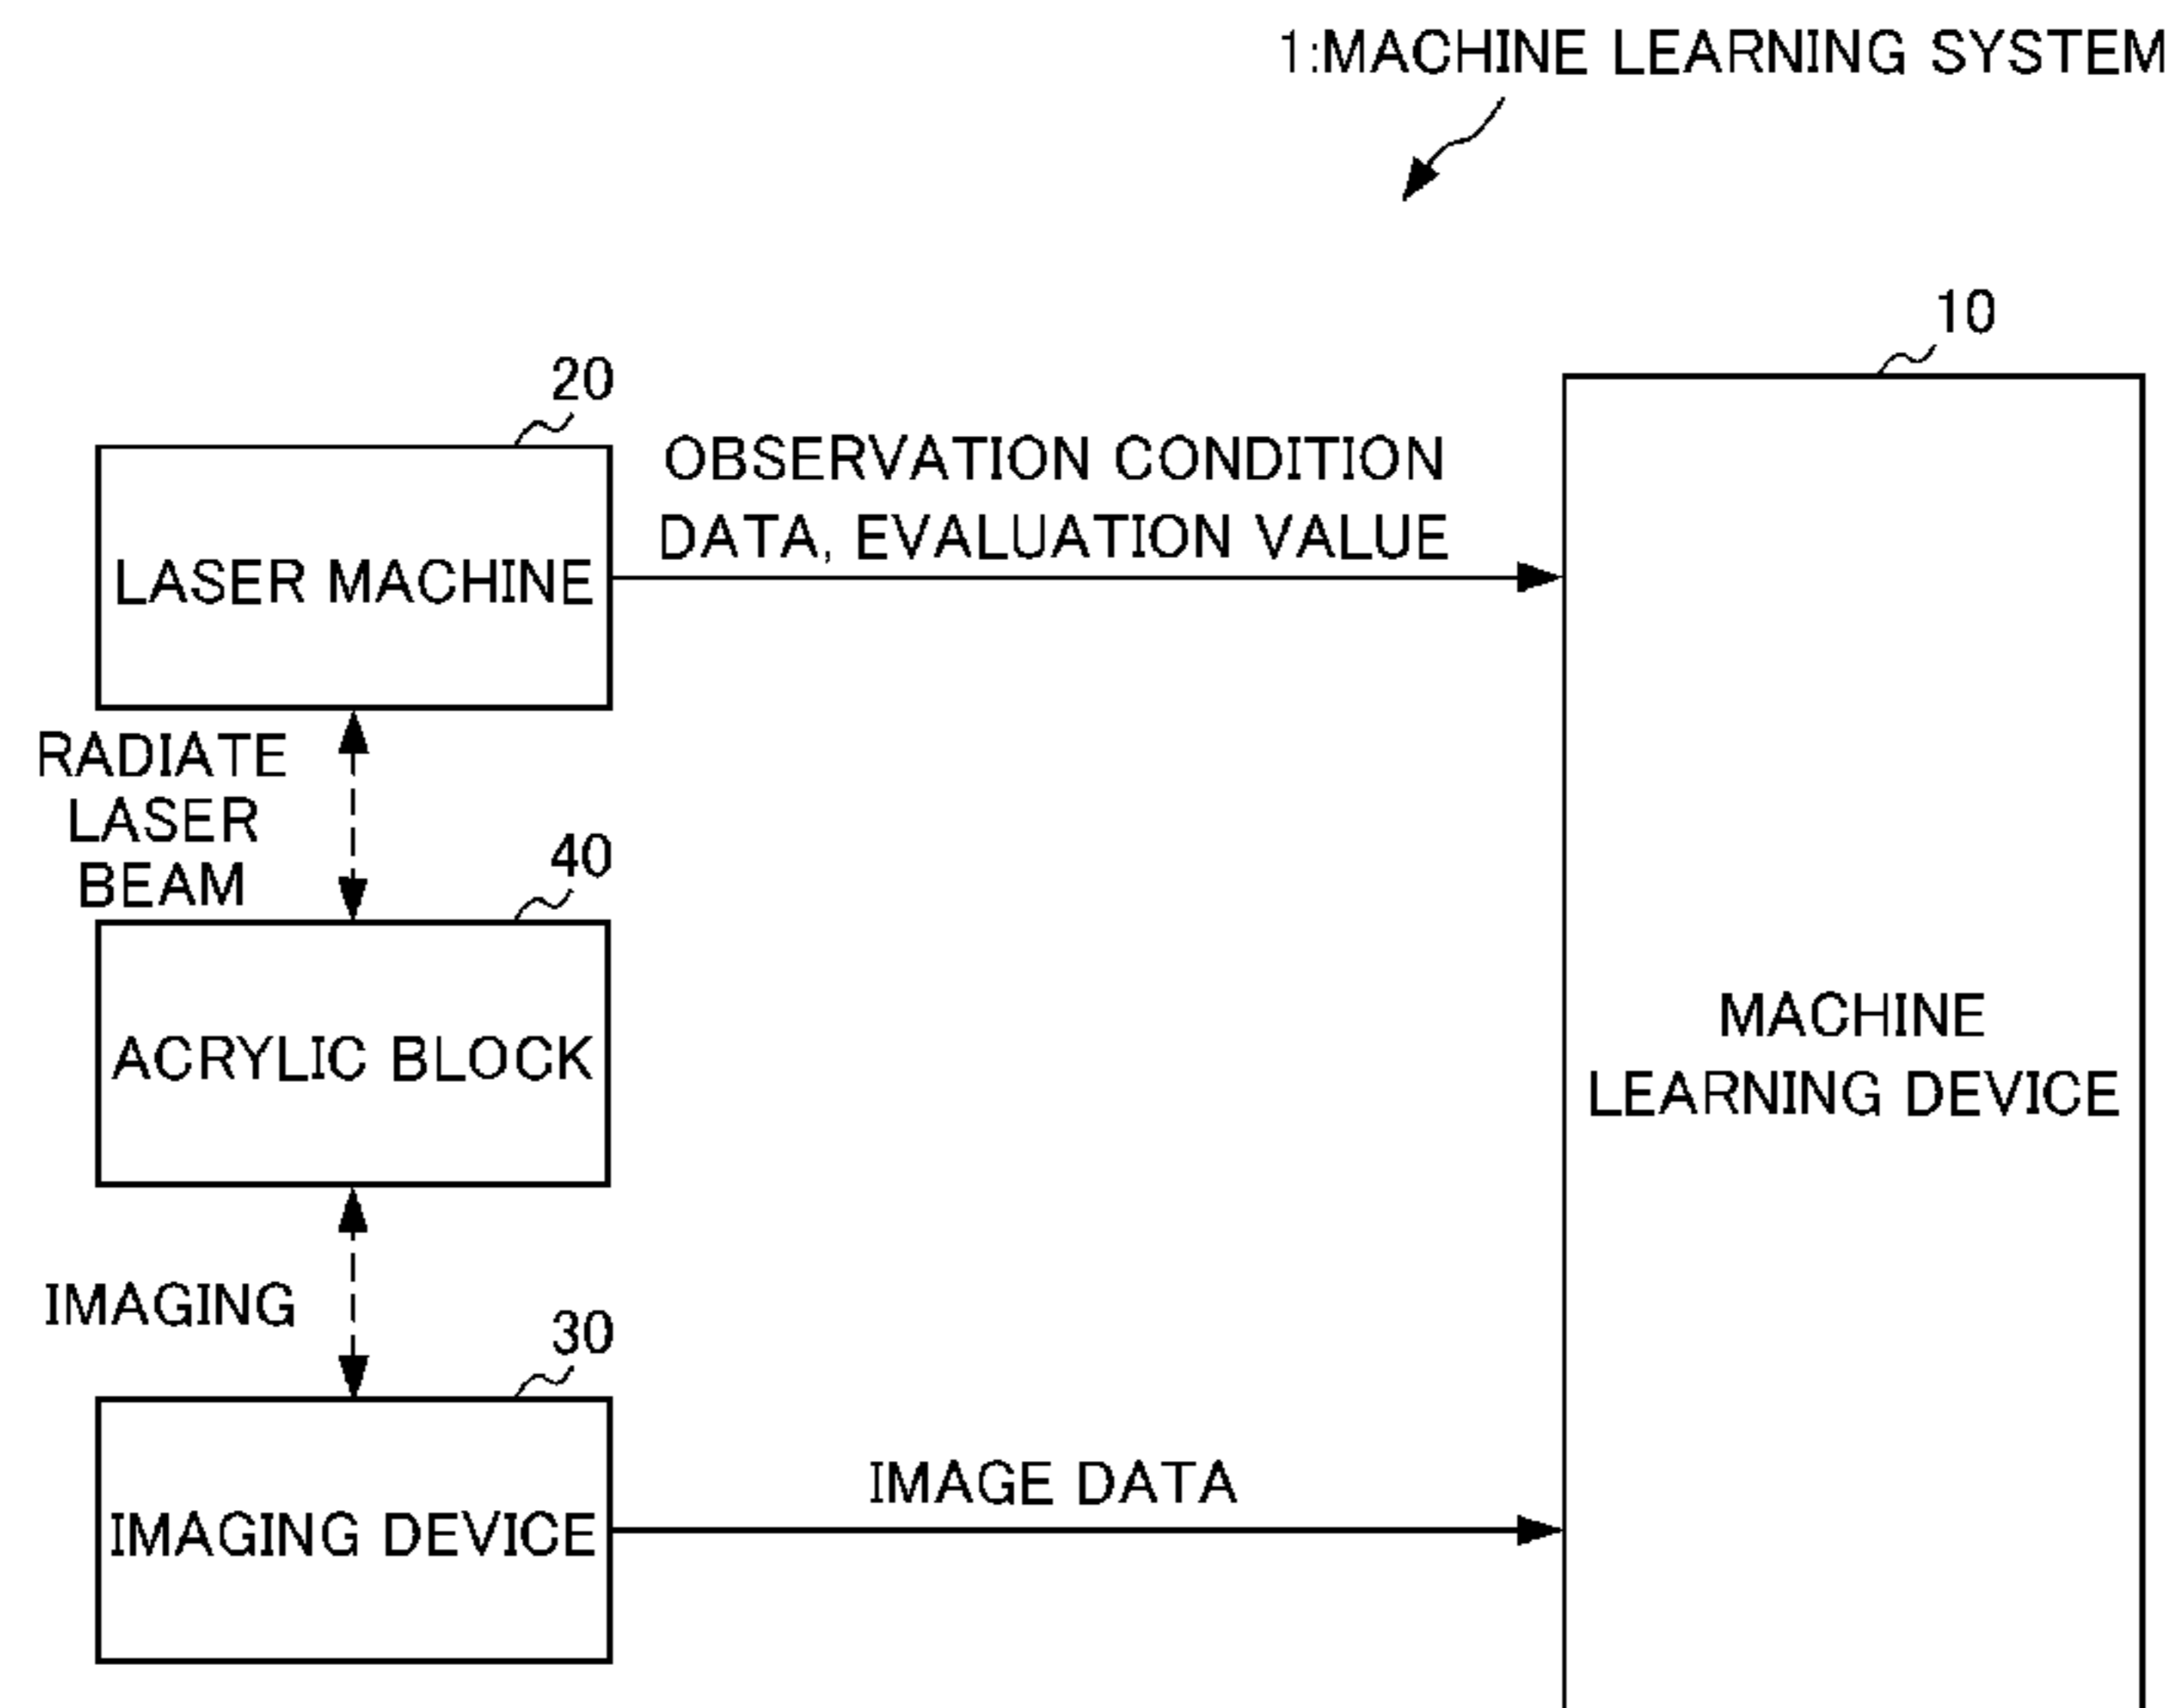 1:MACHINE LEARNING SYSTEM
10
20
OBSERVATION CONDITION
DATA, EVALUATION VALUE
LASER MACHINE
RADIATE
LASER
BEAM
40
ACRYLIC BLOCK
MACHINE
LEARNING DEVICE
IMAGING
30
IMAGE DATA
IMAGING DEVICE